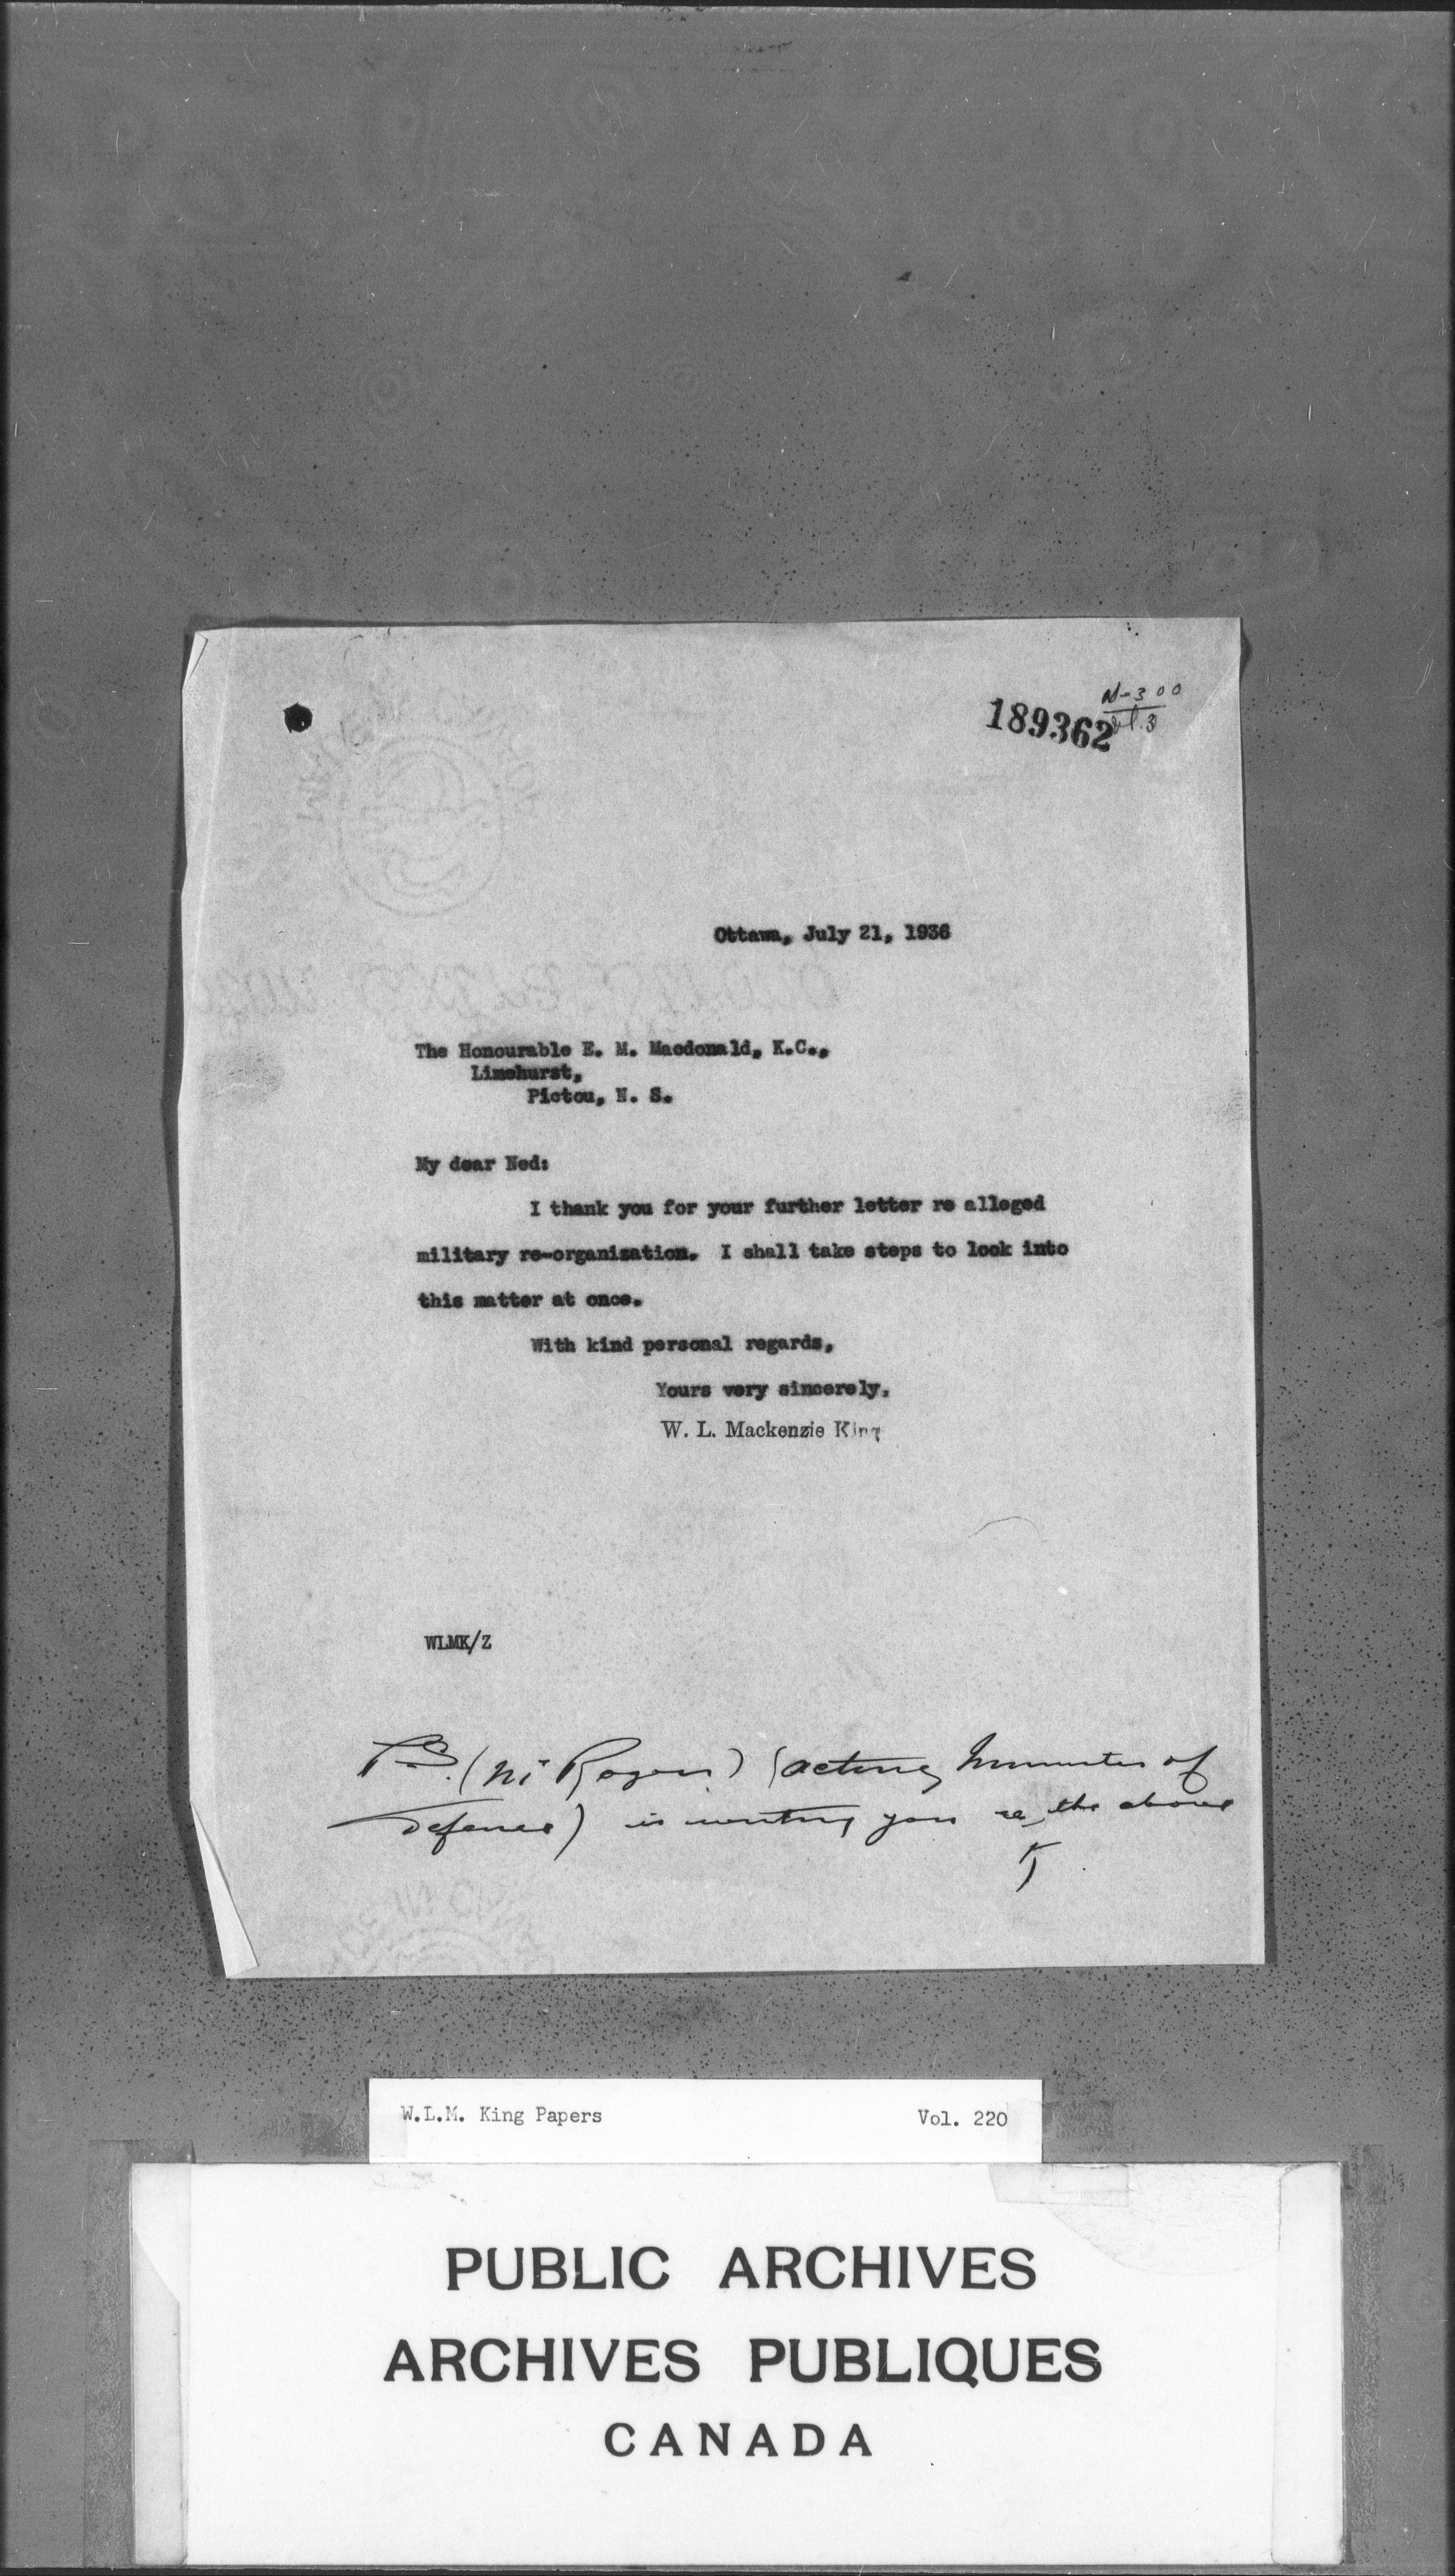 N-300
189362 vl.3
Ottawa, July 21, 1936
The Honourable E. M. Macdonald, K.C.,
Limehurst,
Pictou, N. S.
My dear Ned:
I thank you for your further letter re alleged
military re-organization. I shall take steps to look into
this matter at once.
With kind personal regards,
Yours very sincerely,
W. L. Mackenzie King
WLMK/Z
P.S. (Mr Rogers) (acting Minister of
Defence) is writing you re the above
K
W.L.M. King Papers Vol. 220
PUBLIC ARCHIVES
ARCHIVES PUBLIQUES
CANADA